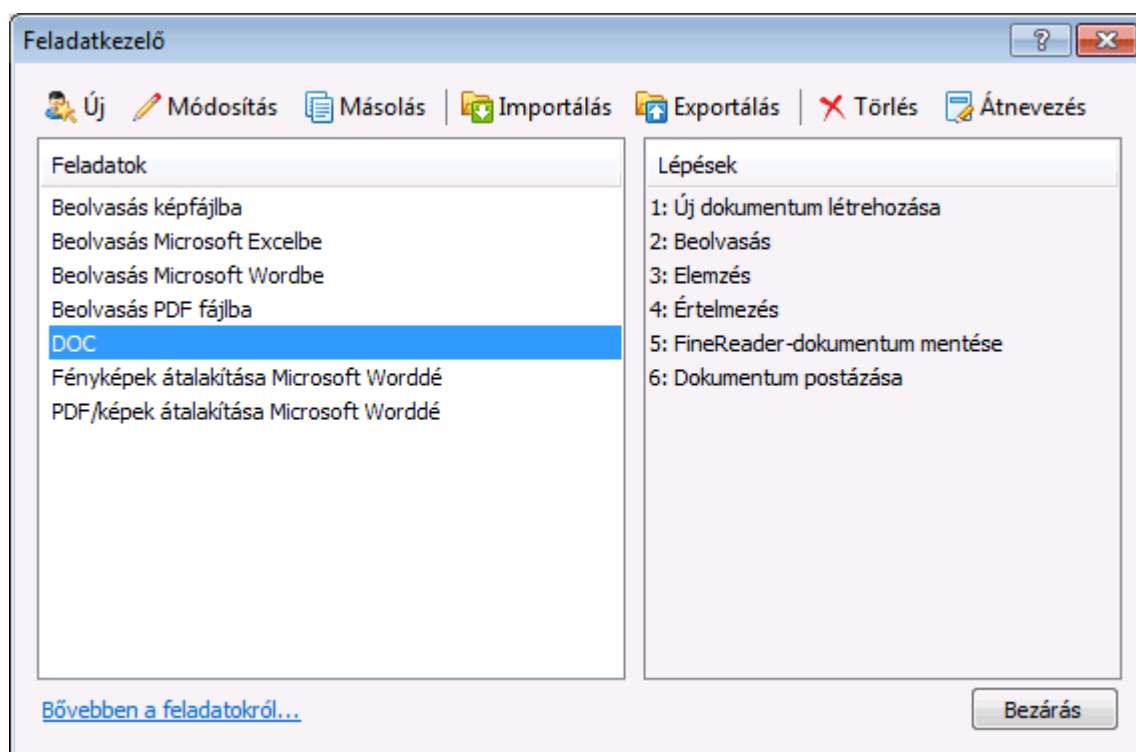 Feladatkezelő
Új Módosítás Másolás Importálás Exportálás Törlés Átnevezés
Feladatok
Beolvasás képfájlba
Beolvasás Microsoft Excelbe
Beolvasás Microsoft Wordbe
Beolvasás PDF fájlba
DOC
Fényképek átalakítása Microsoft Worddé
PDF/képek átalakítása Microsoft Worddé
Lépések
1: Új dokumentum létrehozása
2: Beolvasás
3: Elemzés
4: Értelmezés
5: FineReader-dokumentum mentése
6: Dokumentum postázása
Bővebben a feladatokról...
Bezárás